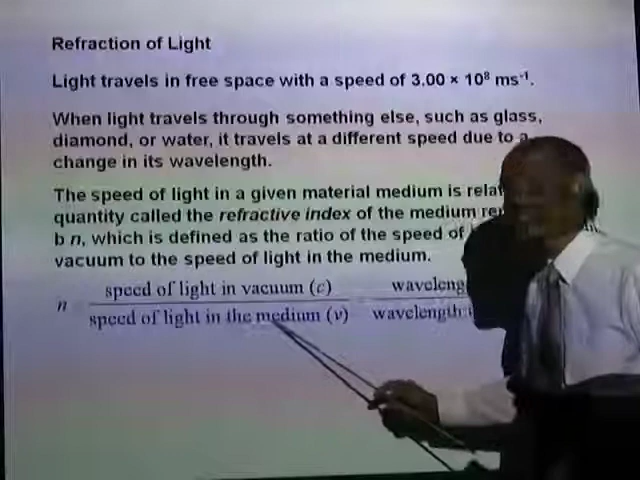 Refraction of Light
Light travels in free space with a speed of 3.00 × 10⁸ ms⁻¹.
When light travels through something else, such as glass,
diamond, or water, it travels at a different speed due to a
change in its wavelength.
The speed of light in a given material medium is rela
quantity called the refractive index of the medium re
b n, which is defined as the ratio of the speed of
vacuum to the speed of light in the medium.
speed of light in vacuum (c) waveleng
n
speed of light in the medium (v) wavelength